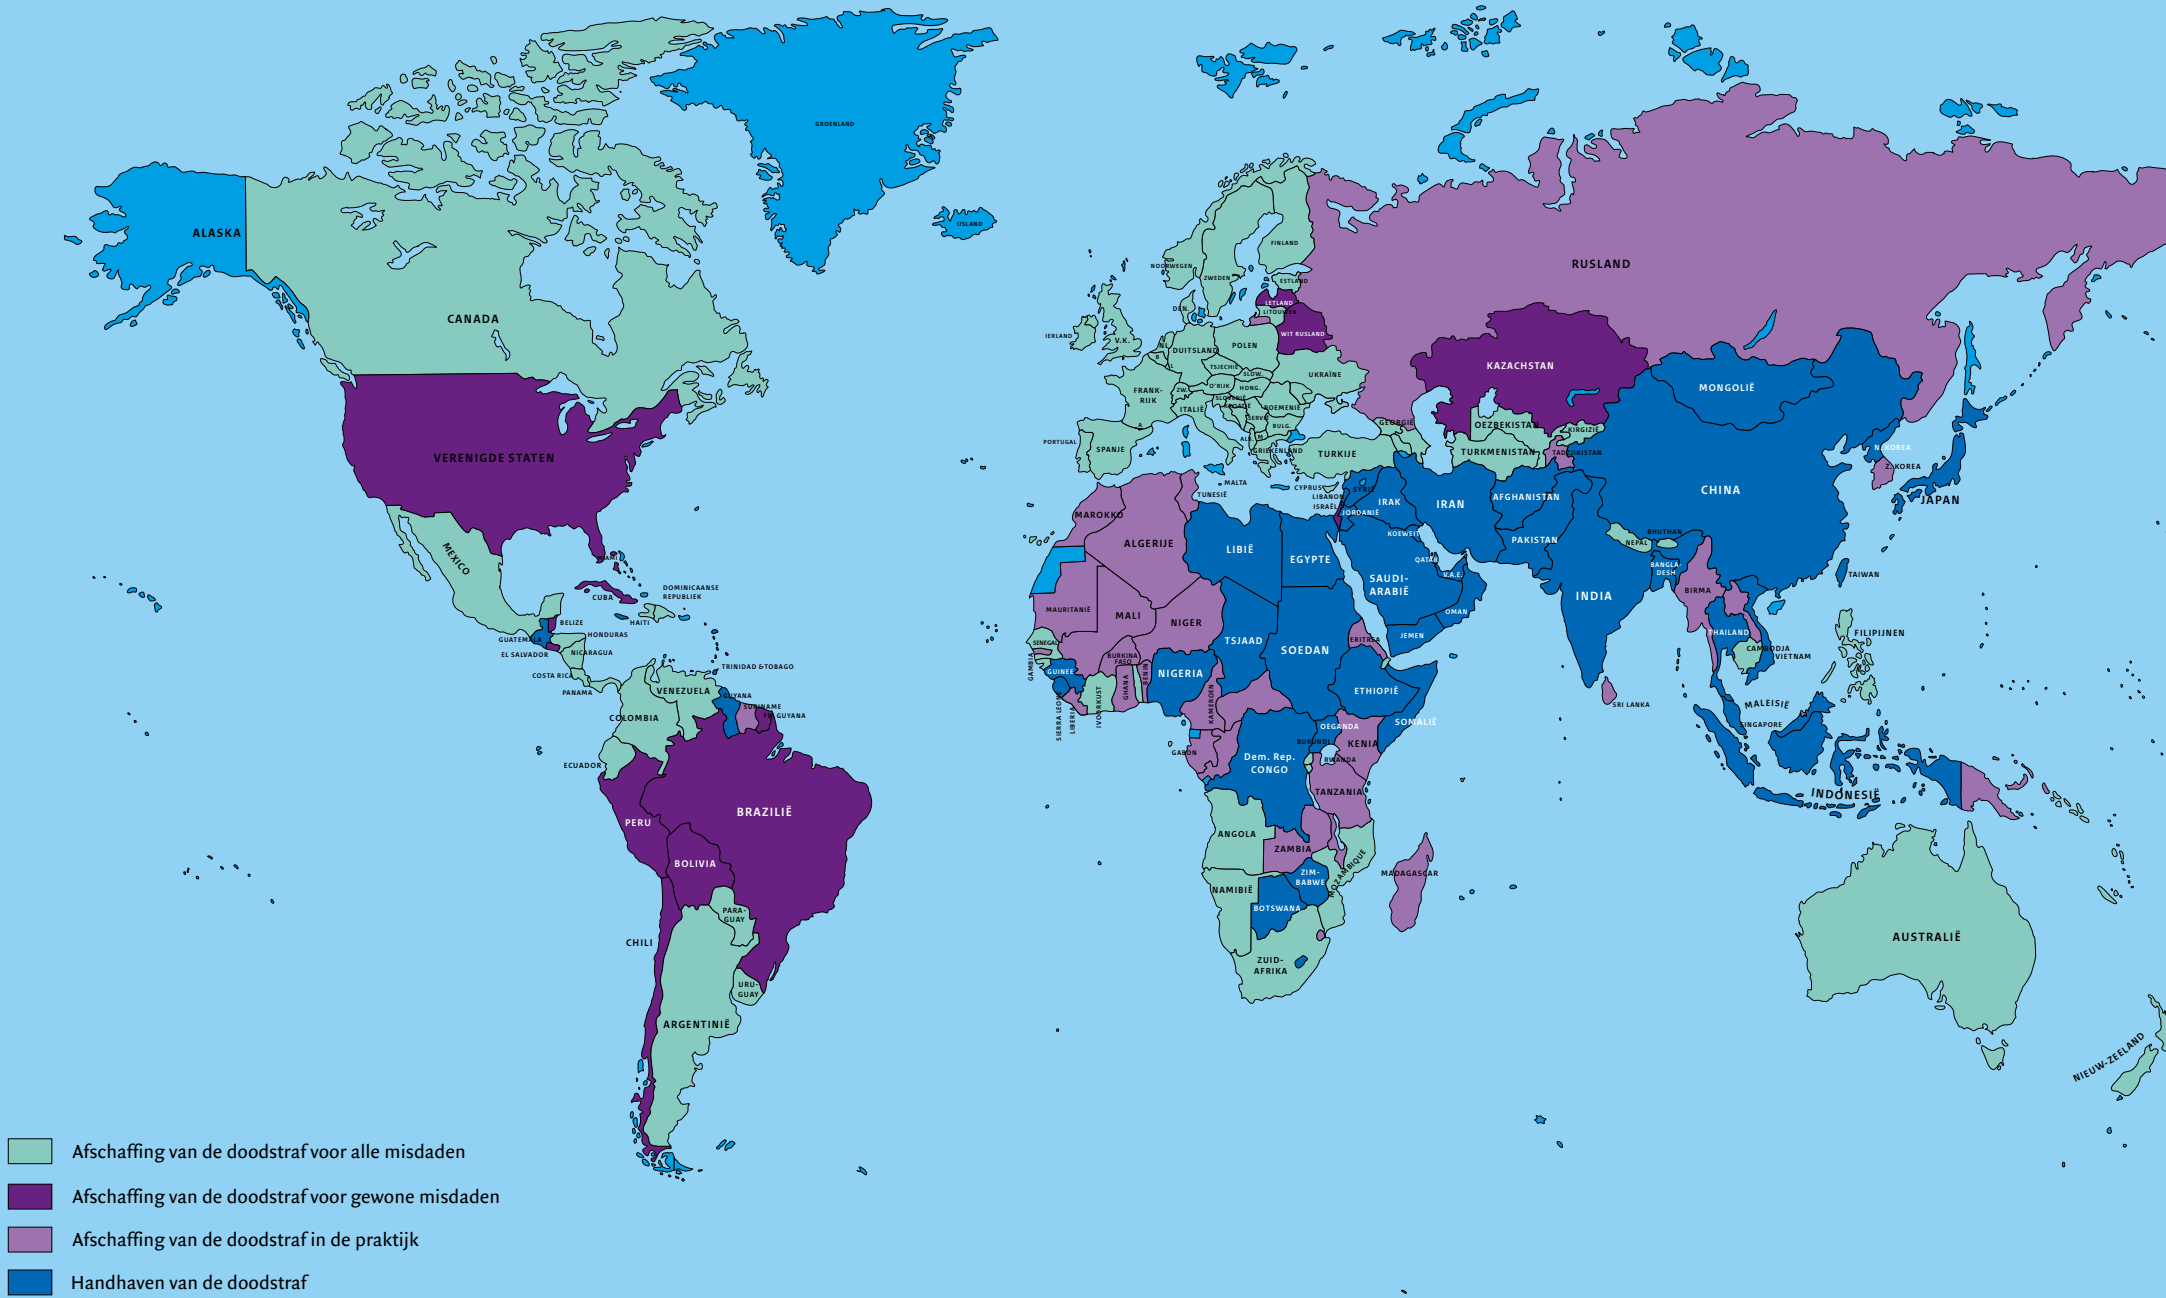 GROENLAND
IJSLAND
ALASKA
CANADA
VERENIGDE STATEN
MIAMI
MEXICO
CUBA
DOMINICAANSE
REPUBLIEK
HAITI
BELIZE
GUATEMALA
HONDURAS
EL SALVADOR
NICARAGUA
COSTA RICA
PANAMA
TRINIDAD & TOBAGO
VENEZUELA
GUYANA
SURINAME
FR. GUYANA
COLOMBIA
ECUADOR
PERU
BRAZILIË
BOLIVIA
PARA-
GUAY
CHILI
URU-
GUAY
ARGENTINIË
NOORWEGEN
ZWEDEN
FINLAND
ESTLAND
LETLAND
LITOUWEN
WIT RUSLAND
DEN.
IERLAND
V.K.
NL
B
L
DUITSLAND
POLEN
TSJECHIË
SLOW.
OEKRAÏNE
FRANK-
RIJK
ZW.
O'RIJK
HONG.
SLOVENIË
KROATIË
ROEMENIË
SERVIË
BULG.
ITALIË
A
ALB.
M
GRIEKENLAND
PORTUGAL
SPANJE
TURKIJE
GEORGIË
MALTA
CYPRUS
RUSLAND
KAZACHSTAN
OEZBEKISTAN
KIRGIZIË
TURKMENISTAN
TADZJIKISTAN
MONGOLIË
CHINA
N. KOREA
Z. KOREA
JAPAN
TAIWAN
LIBANON
ISRAËL
SYRIË
JORDANIË
IRAK
IRAN
KOEWEIT
QATAR
V.A.E.
SAUDI-
ARABIË
OMAN
JEMEN
AFGHANISTAN
PAKISTAN
INDIA
NEPAL
BHUTHAN
BANGLA-
DESH
BIRMA
SRI LANKA
THAILAND
CAMBODJA
VIETNAM
FILIPIJNEN
MALEISIË
SINGAPORE
INDONESIË
AUSTRALIË
NIEUW-ZEELAND
MAROKKO
TUNESIË
ALGERIJE
LIBIË
EGYPTE
MAURITANIË
MALI
NIGER
TSJAAD
SOEDAN
ERITREA
SENEGAL
GAMBIA
GUINEE
SIERRA LEONE
LIBERIA
IVOORKUST
BURKINA
FASO
GHANA
BENIN
NIGERIA
KAMEROEN
GABON
ETHIOPIË
SOMALIË
OEGANDA
KENIA
BURUNDI
RWANDA
Dem. Rep.
CONGO
TANZANIA
ANGOLA
ZAMBIA
MOZAMBIQUE
MADAGASCAR
ZIM-
BABWE
NAMIBIË
BOTSWANA
ZUID-
AFRIKA
Afschaffing van de doodstraf voor alle misdaden
Afschaffing van de doodstraf voor gewone misdaden
Afschaffing van de doodstraf in de praktijk
Handhaven van de doodstraf